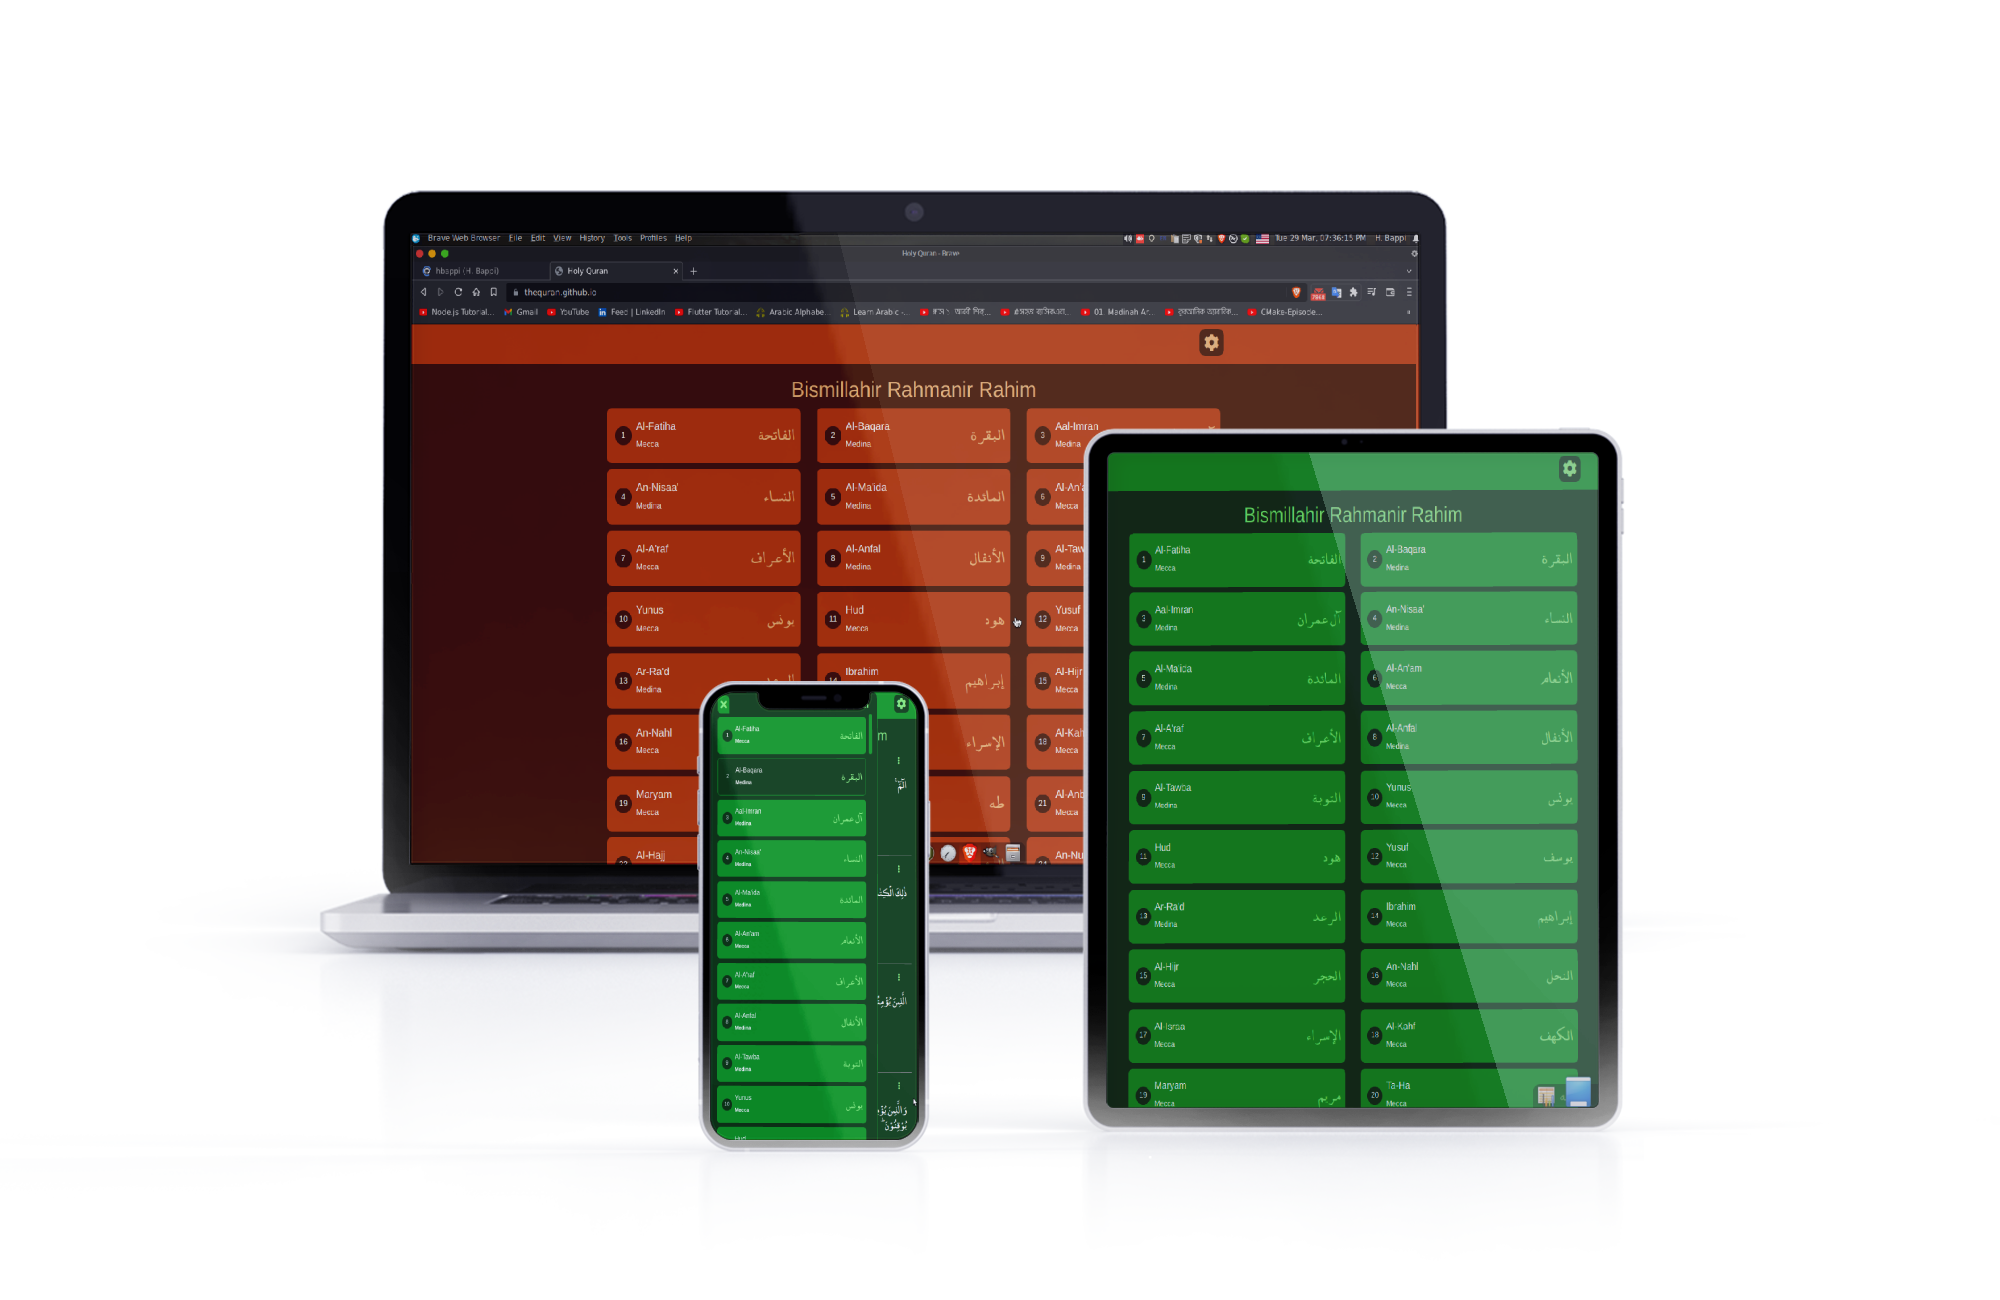 Brave Web Browser File Edit View History Tools Profiles Help
Tue 29 Mar, 07:36:15 PM H. Bappi
Holy Quran - Brave
hbappi (H. Bappi)
Holy Quran
thequran.github.io
Node.js Tutorial...
Gmail
YouTube
Feed | LinkedIn
Flutter Tutorial...
Arabic Alphabe...
Learn Arabic -...
01. Madinah Ar...
CMake-Episode...
Bismillahir Rahmanir Rahim
1 Al-Fatiha الفاتحة
Mecca
2 Al-Baqara البقرة
Medina
3 Aal-Imran
Medina
4 An-Nisaa' النساء
Medina
5 Al-Ma'ida المائدة
Medina
6 Al-An'a
Mecca
7 Al-A'raf الأعراف
Mecca
8 Al-Anfal الأنفال
Medina
9 Al-Taw
Medina
10 Yunus يونس
Mecca
11 Hud هود
Mecca
12 Yusuf
Mecca
13 Ar-Ra'd
Medina
Ibrahim إبراهيم
15 Al-Hijr
Mecca
16 An-Nahl
Mecca
الإسراء
18 Al-Kah
Mecca
19 Maryam
Mecca
طه
21 Al-Anb
Mecca
Al-Hajj
An-Nu
1 Al-Fatiha الفاتحة
Mecca
2 Al-Baqara البقرة
Medina
3 Aal-Imran آل عمران
Medina
4 An-Nisaa' النساء
Medina
5 Al-Ma'ida المائدة
Medina
6 Al-An'am الأنعام
Mecca
7 Al-A'raf الأعراف
Mecca
8 Al-Anfal الأنفال
Medina
9 Al-Tawba التوبة
Medina
10 Yunus يونس
Mecca
Hud
m
الٓمّٓ
ذٰلِكَ الْكِتٰ
الَّذِيْنَ يُؤْمِنُ
وَالَّذِيْنَ يُؤْمِ
يُوْقِنُوْنَ
Bismillahir Rahmanir Rahim
1 Al-Fatiha الفاتحة
Mecca
2 Al-Baqara البقرة
Medina
3 Aal-Imran آل عمران
Medina
4 An-Nisaa' النساء
Medina
5 Al-Ma'ida المائدة
Medina
6 Al-An'am الأنعام
Mecca
7 Al-A'raf الأعراف
Mecca
8 Al-Anfal الأنفال
Medina
9 Al-Tawba التوبة
Medina
10 Yunus يونس
Mecca
11 Hud هود
Mecca
12 Yusuf يوسف
Mecca
13 Ar-Ra'd الرعد
Medina
14 Ibrahim إبراهيم
Mecca
15 Al-Hijr الحجر
Mecca
16 An-Nahl النحل
Mecca
17 Al-Israa الإسراء
Mecca
18 Al-Kahf الكهف
Mecca
19 Maryam مريم
Mecca
20 Ta-Ha
Mecca